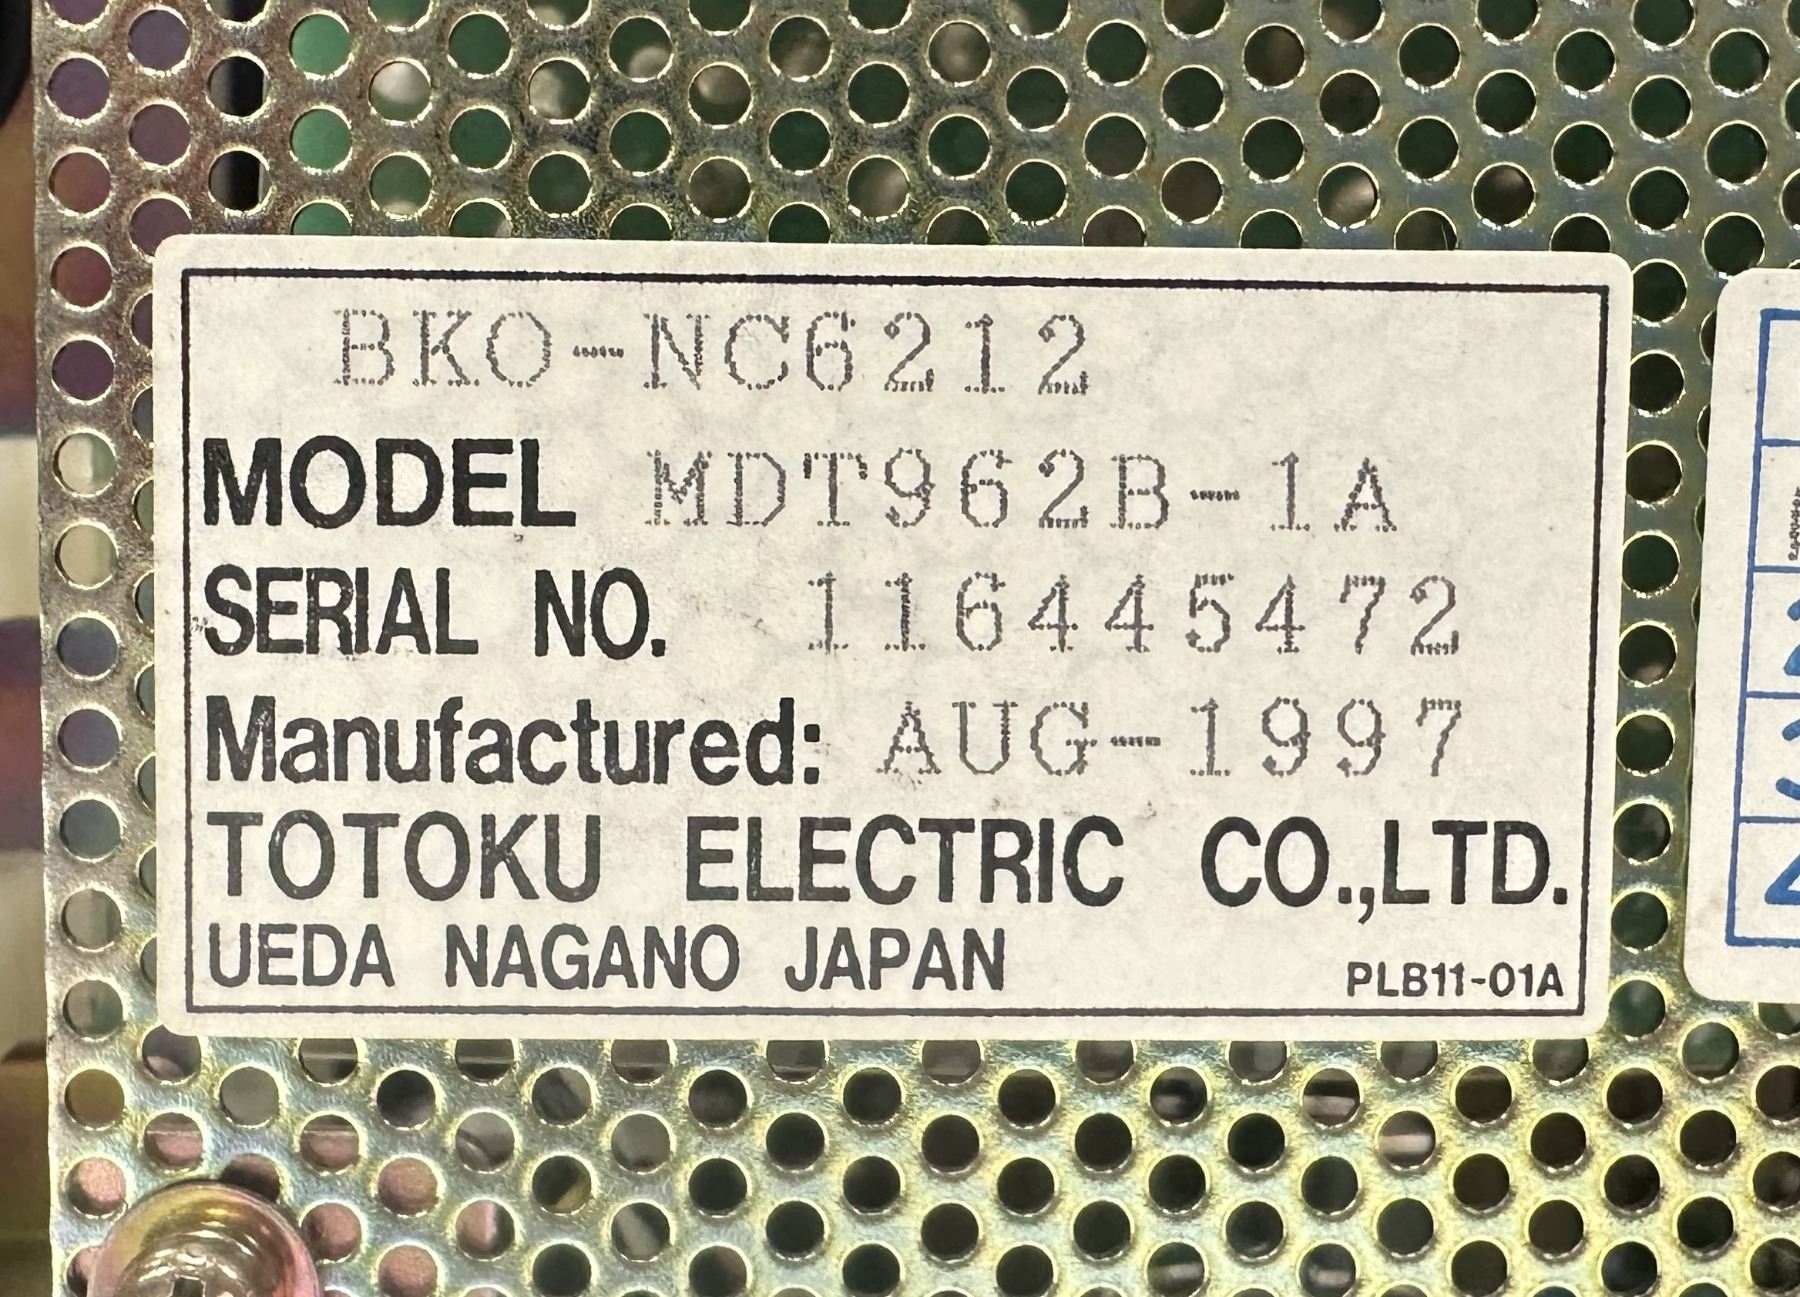 BKO-NC6212
MODEL MDT962B-1A
SERIAL NO. 116445472
Manufactured: AUG-1997
TOTOKU ELECTRIC CO.,LTD.
UEDA NAGANO JAPAN
PLB11-01A